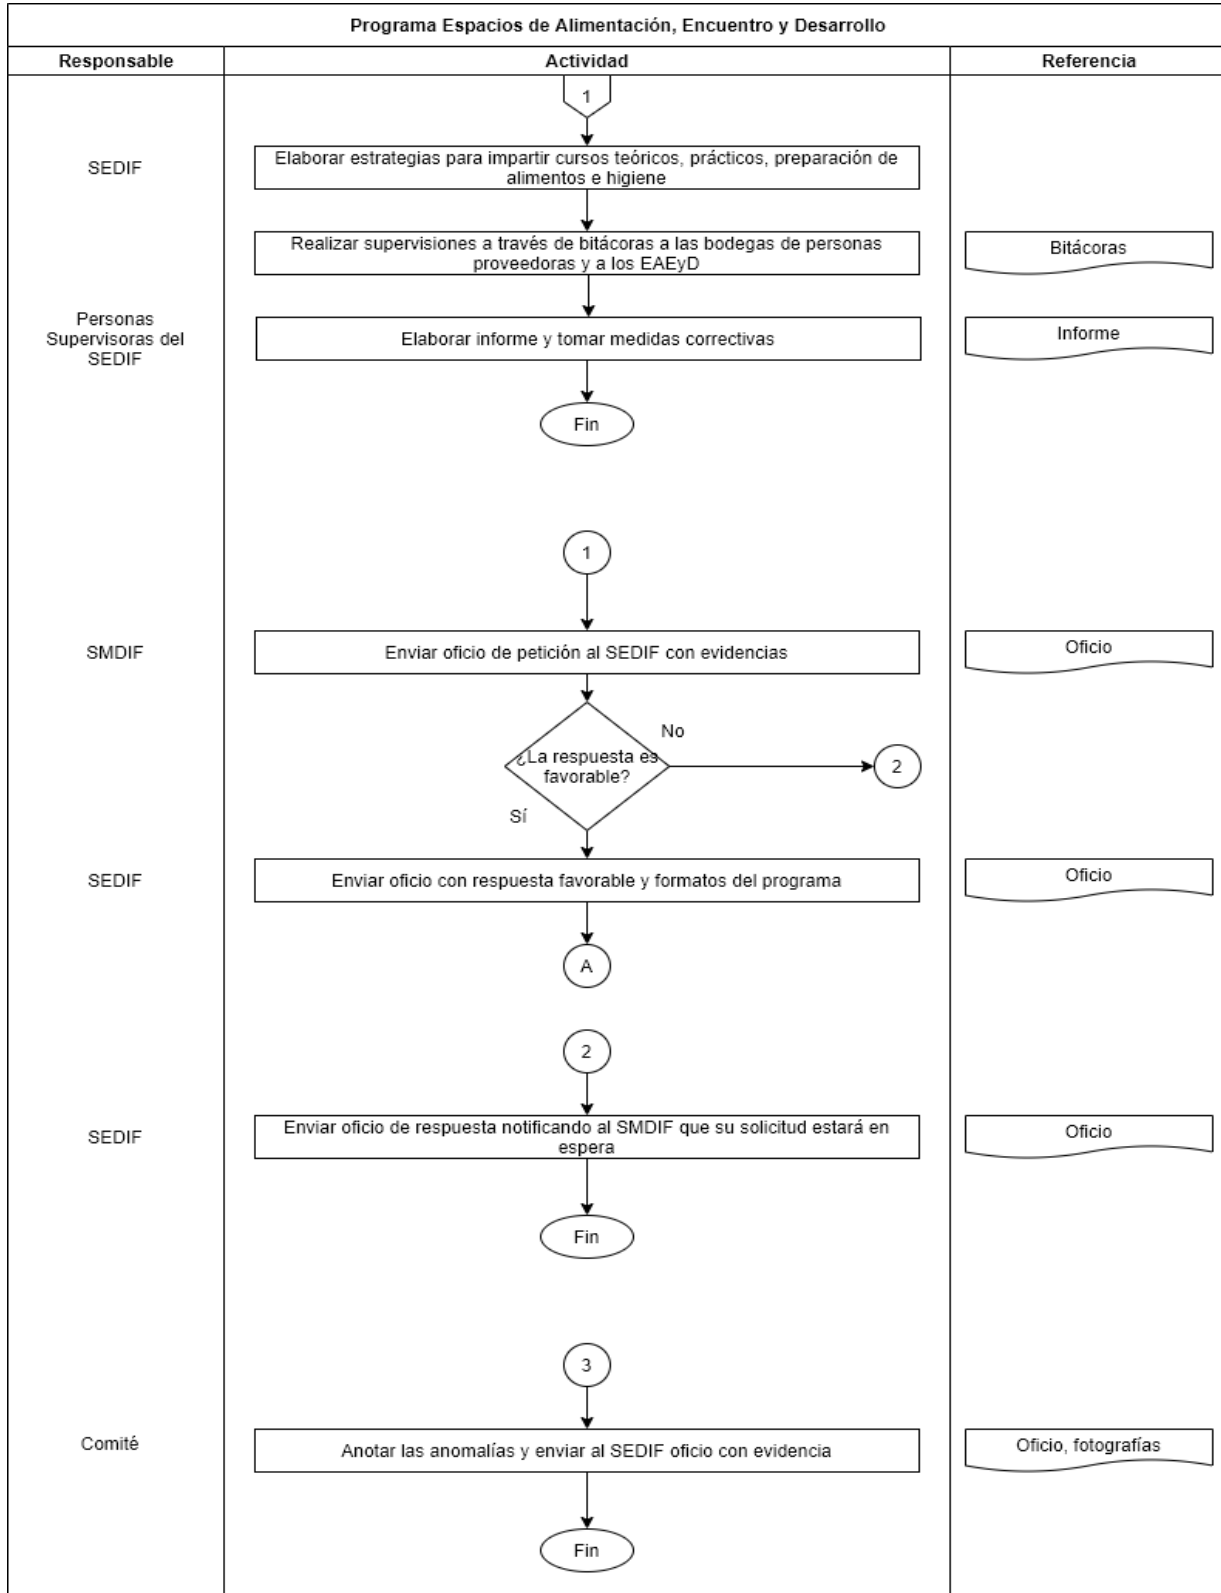 Programa Espacios de Alimentación, Encuentro y Desarrollo
Responsable
Actividad
Referencia
1
SEDIF
Elaborar estrategias para impartir cursos teóricos, prácticos, preparación de
alimentos e higiene
Realizar supervisiones a través de bitácoras a las bodegas de personas
proveedoras y a los EAEyD
Bitácoras
Personas
Supervisoras del
SEDIF
Elaborar informe y tomar medidas correctivas
Informe
Fin
1
SMDIF
Enviar oficio de petición al SEDIF con evidencias
Oficio
¿La respuesta es
favorable?
No
2
Sí
SEDIF
Enviar oficio con respuesta favorable y formatos del programa
Oficio
A
2
SEDIF
Enviar oficio de respuesta notificando al SMDIF que su solicitud estará en
espera
Oficio
Fin
3
Comité
Anotar las anomalías y enviar al SEDIF oficio con evidencia
Oficio, fotografías
Fin